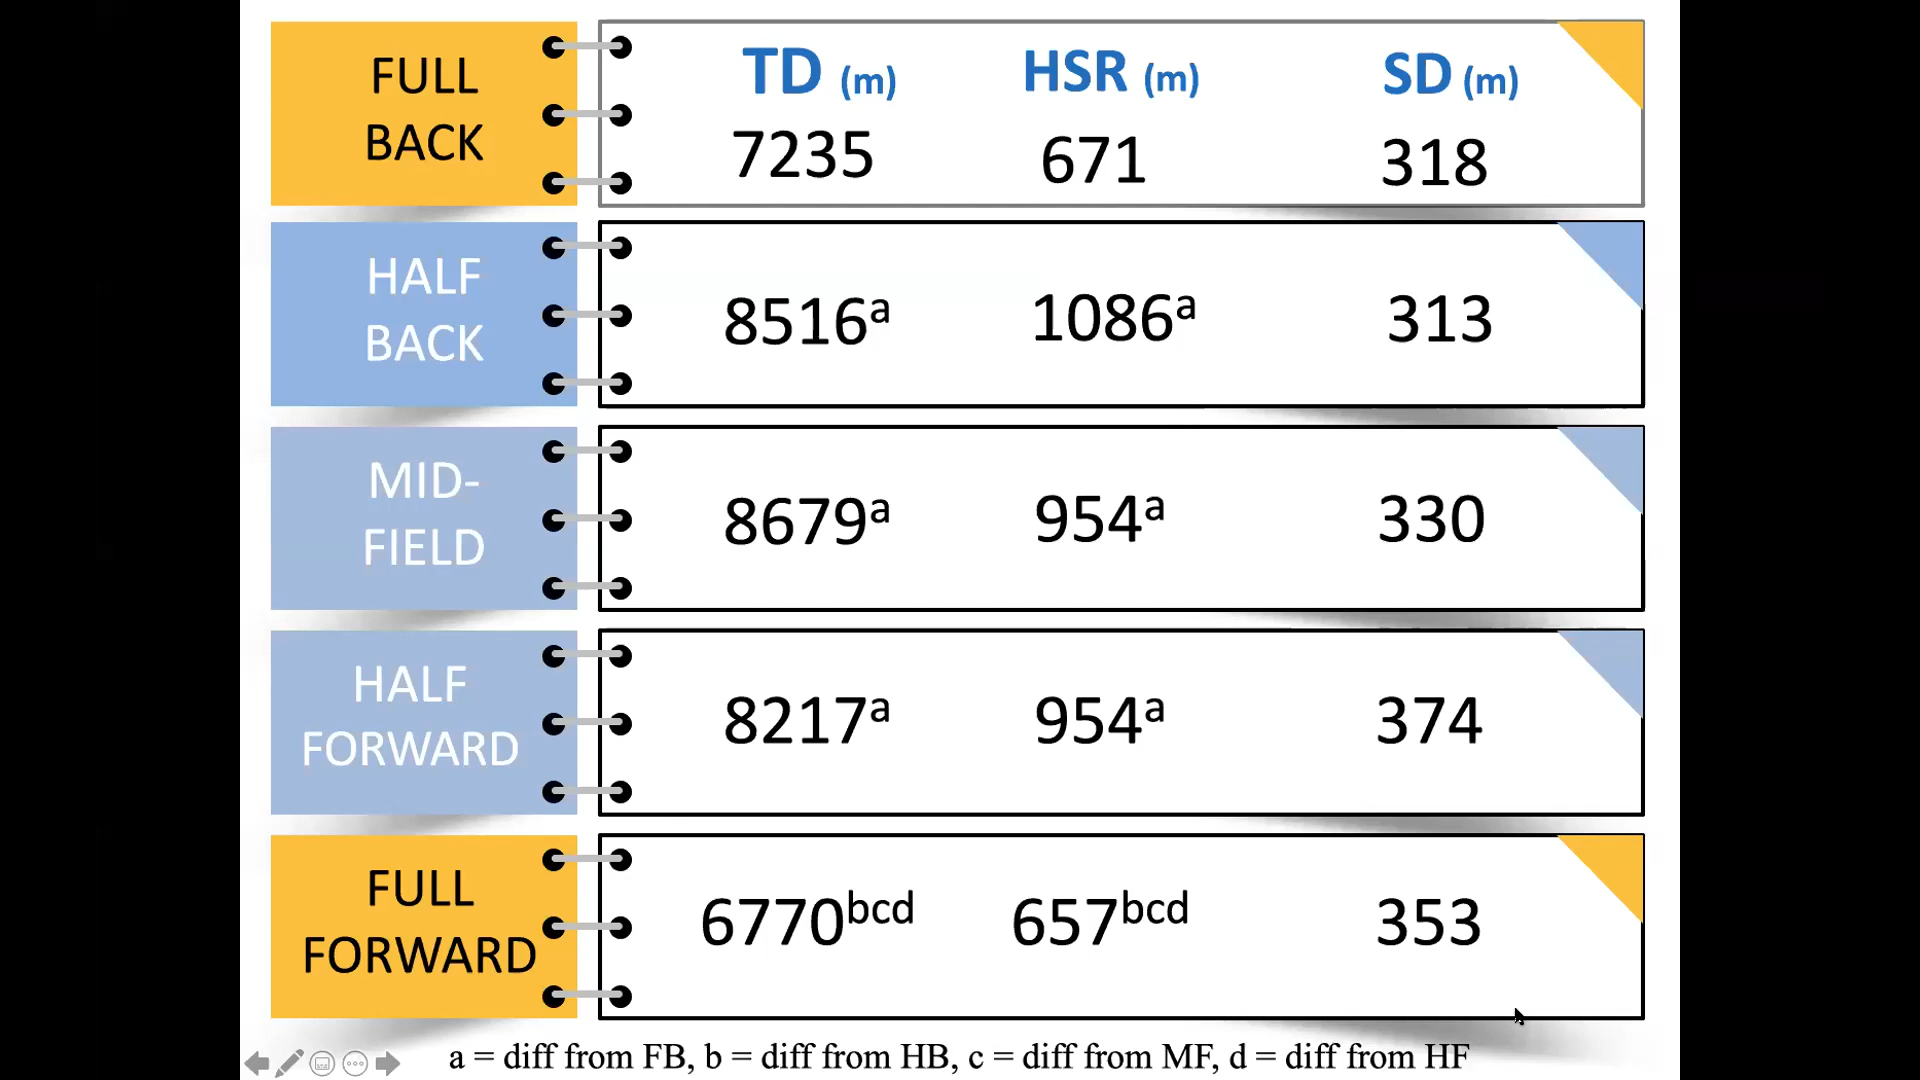 FULL
BACK
TD (m) HSR (m) SD (m)
7235 671 318
HALF
BACK
8516ᵃ 1086ᵃ 313
MID-
FIELD
8679ᵃ 954ᵃ 330
HALF
FORWARD
8217ᵃ 954ᵃ 374
FULL
FORWARD
6770ᵇᶜᵈ 657ᵇᶜᵈ 353
a = diff from FB, b = diff from HB, c = diff from MF, d = diff from HF